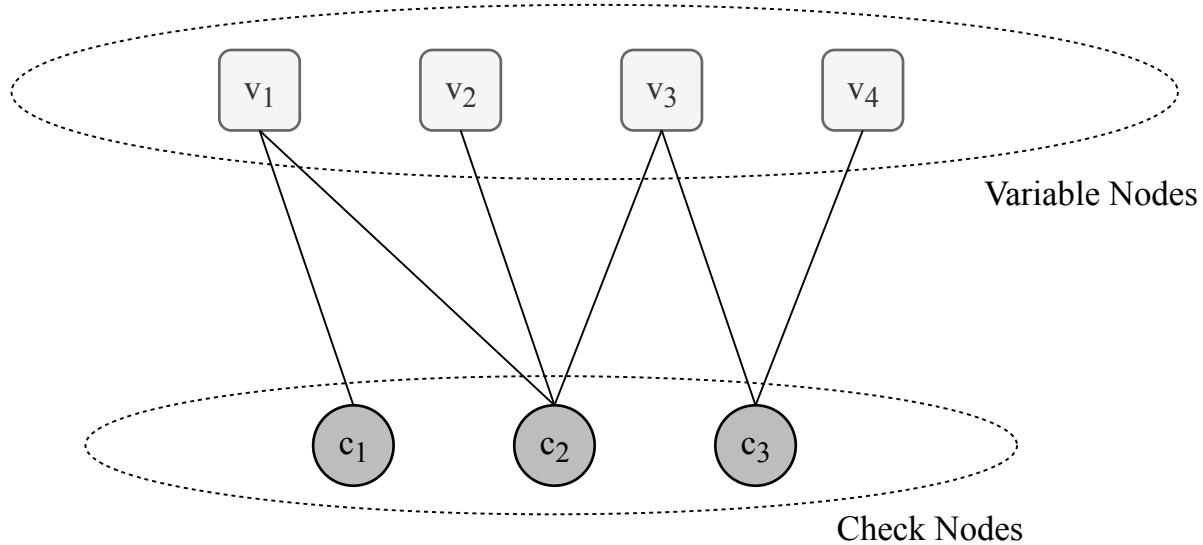 v₁ v₂ v₃ v₄
Variable Nodes
c₁ c₂ c₃
Check Nodes